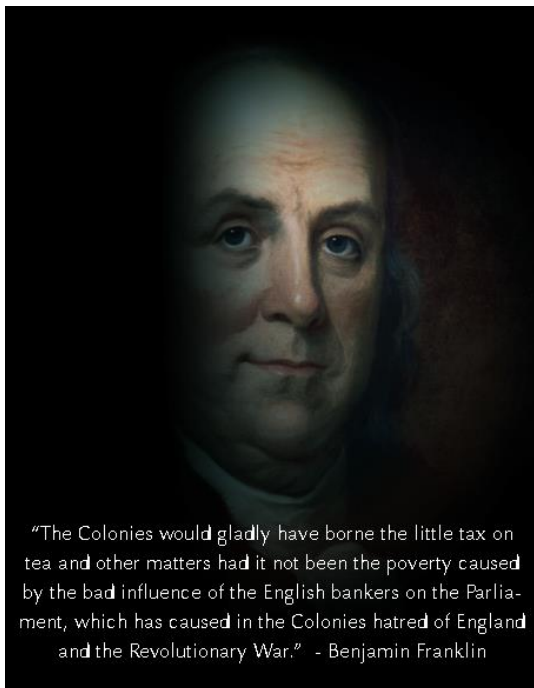 “The Colonies would gladly have borne the little tax on
tea and other matters had it not been the poverty caused
by the bad influence of the English bankers on the Parlia-
ment, which has caused in the Colonies hatred of England
and the Revolutionary War.” - Benjamin Franklin